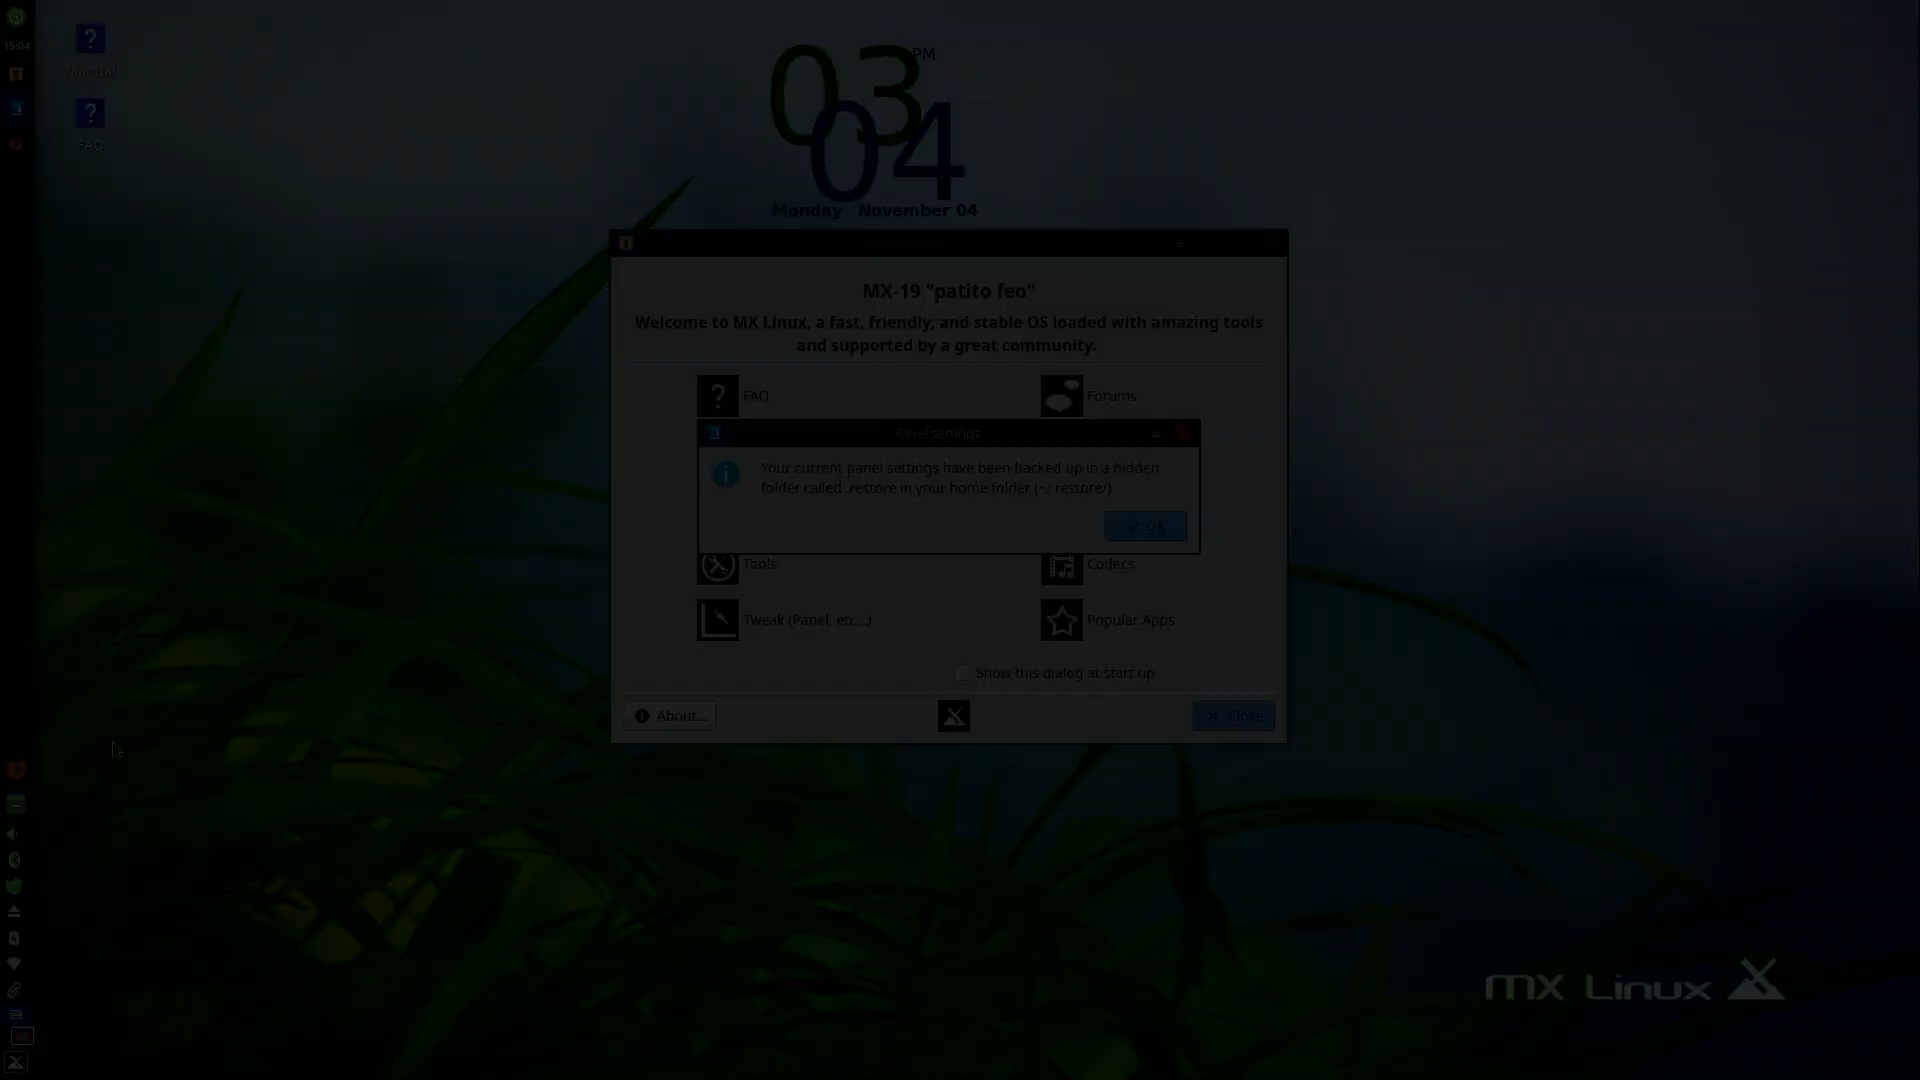 15:04
Manual
FAQ
03 PM
04
Monday November 04
MX-19 "patito feo"
Welcome to MX Linux, a fast, friendly, and stable OS loaded with amazing tools
and supported by a great community.
FAQ
Forums
Panel settings
Your current panel settings have been backed up in a hidden
folder called .restore in your home folder (~/.restore/)
OK
Tools
Codecs
Tweak (Panel, etc...)
Popular Apps
Show this dialog at start up
About...
Close
MX Linux